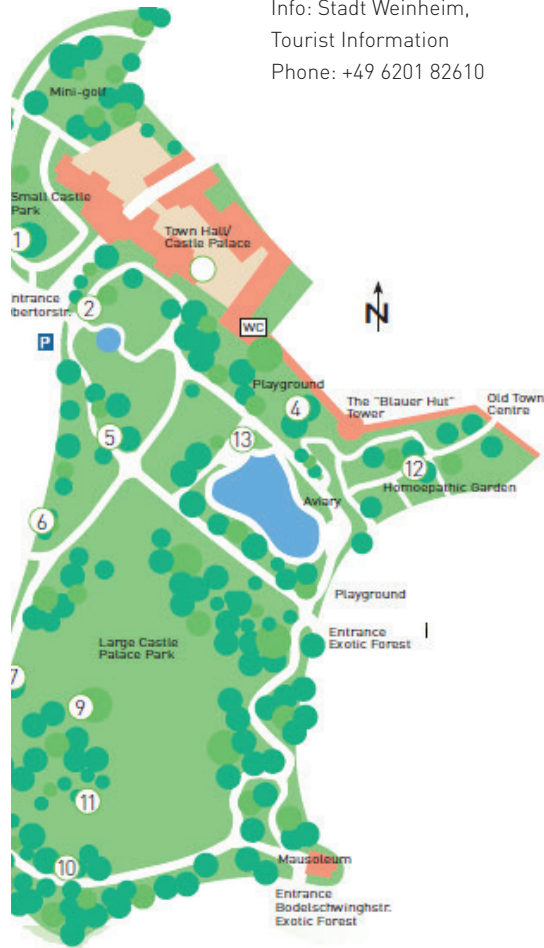 Info: Stadt Weinheim,
Tourist Information
Phone: +49 6201 82610
Mini-golf
Small Castle
Park
Town Hall/
Castle Palace
1
ntrance
bertorstr.
2
P
WC
N
Playground
4
The "Blauer Hut"
Tower
Old Town
Centre
5
13
12
Homoepathic Garden
Aviary
6
Playground
Entrance
Exotic Forest
Large Castle
Palace Park
7
9
11
10
Mausoleum
Entrance
Bodelschwinghstr.
Exotic Forest